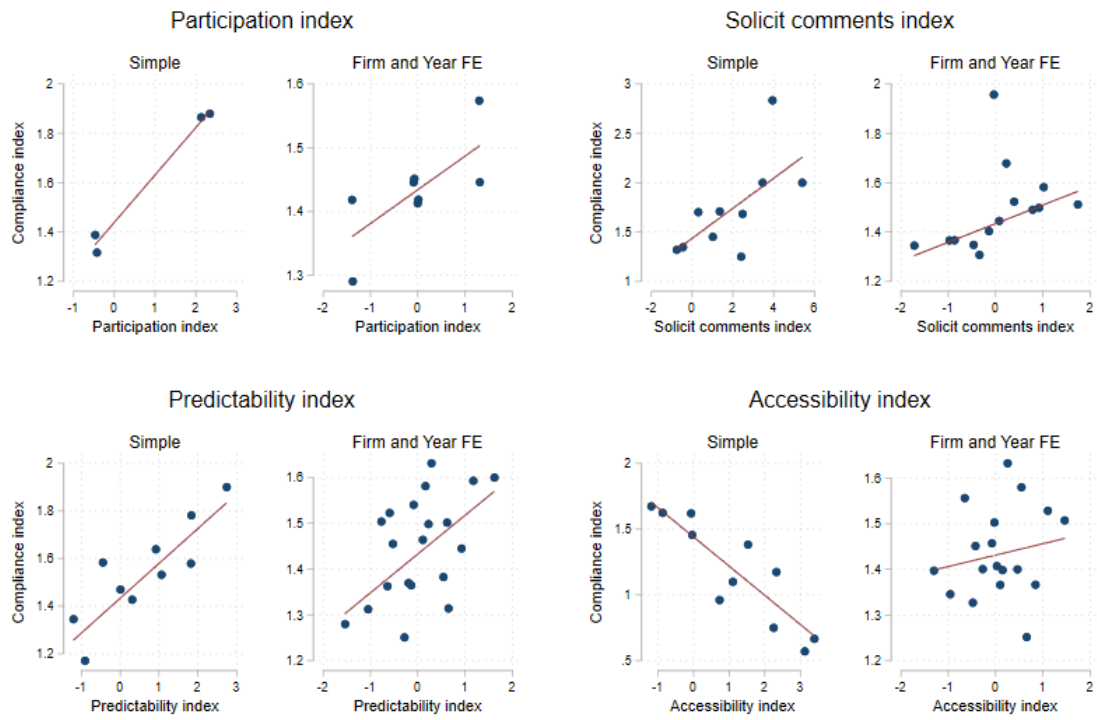 Participation index
Simple
Firm and Year FE
Compliance index
2
1.8
1.6
1.4
1.2
-1 0 1 2 3
Participation index
1.6
1.5
1.4
1.3
-2 -1 0 1 2
Participation index
Solicit comments index
Simple
Firm and Year FE
Compliance index
3
2.5
2
1.5
1
-2 0 2 4 6
Solicit comments index
2
1.8
1.6
1.4
1.2
-2 -1 0 1 2
Solicit comments index
Predictability index
Simple
Firm and Year FE
Compliance index
2
1.8
1.6
1.4
1.2
-1 0 1 2 3
Predictability index
1.6
1.5
1.4
1.3
1.2
-2 -1 0 1 2
Predictability index
Accessibility index
Simple
Firm and Year FE
Compliance index
2
1.5
1
.5
-1 0 1 2 3
Accessibility index
1.6
1.5
1.4
1.3
1.2
-2 -1 0 1 2
Accessibility index